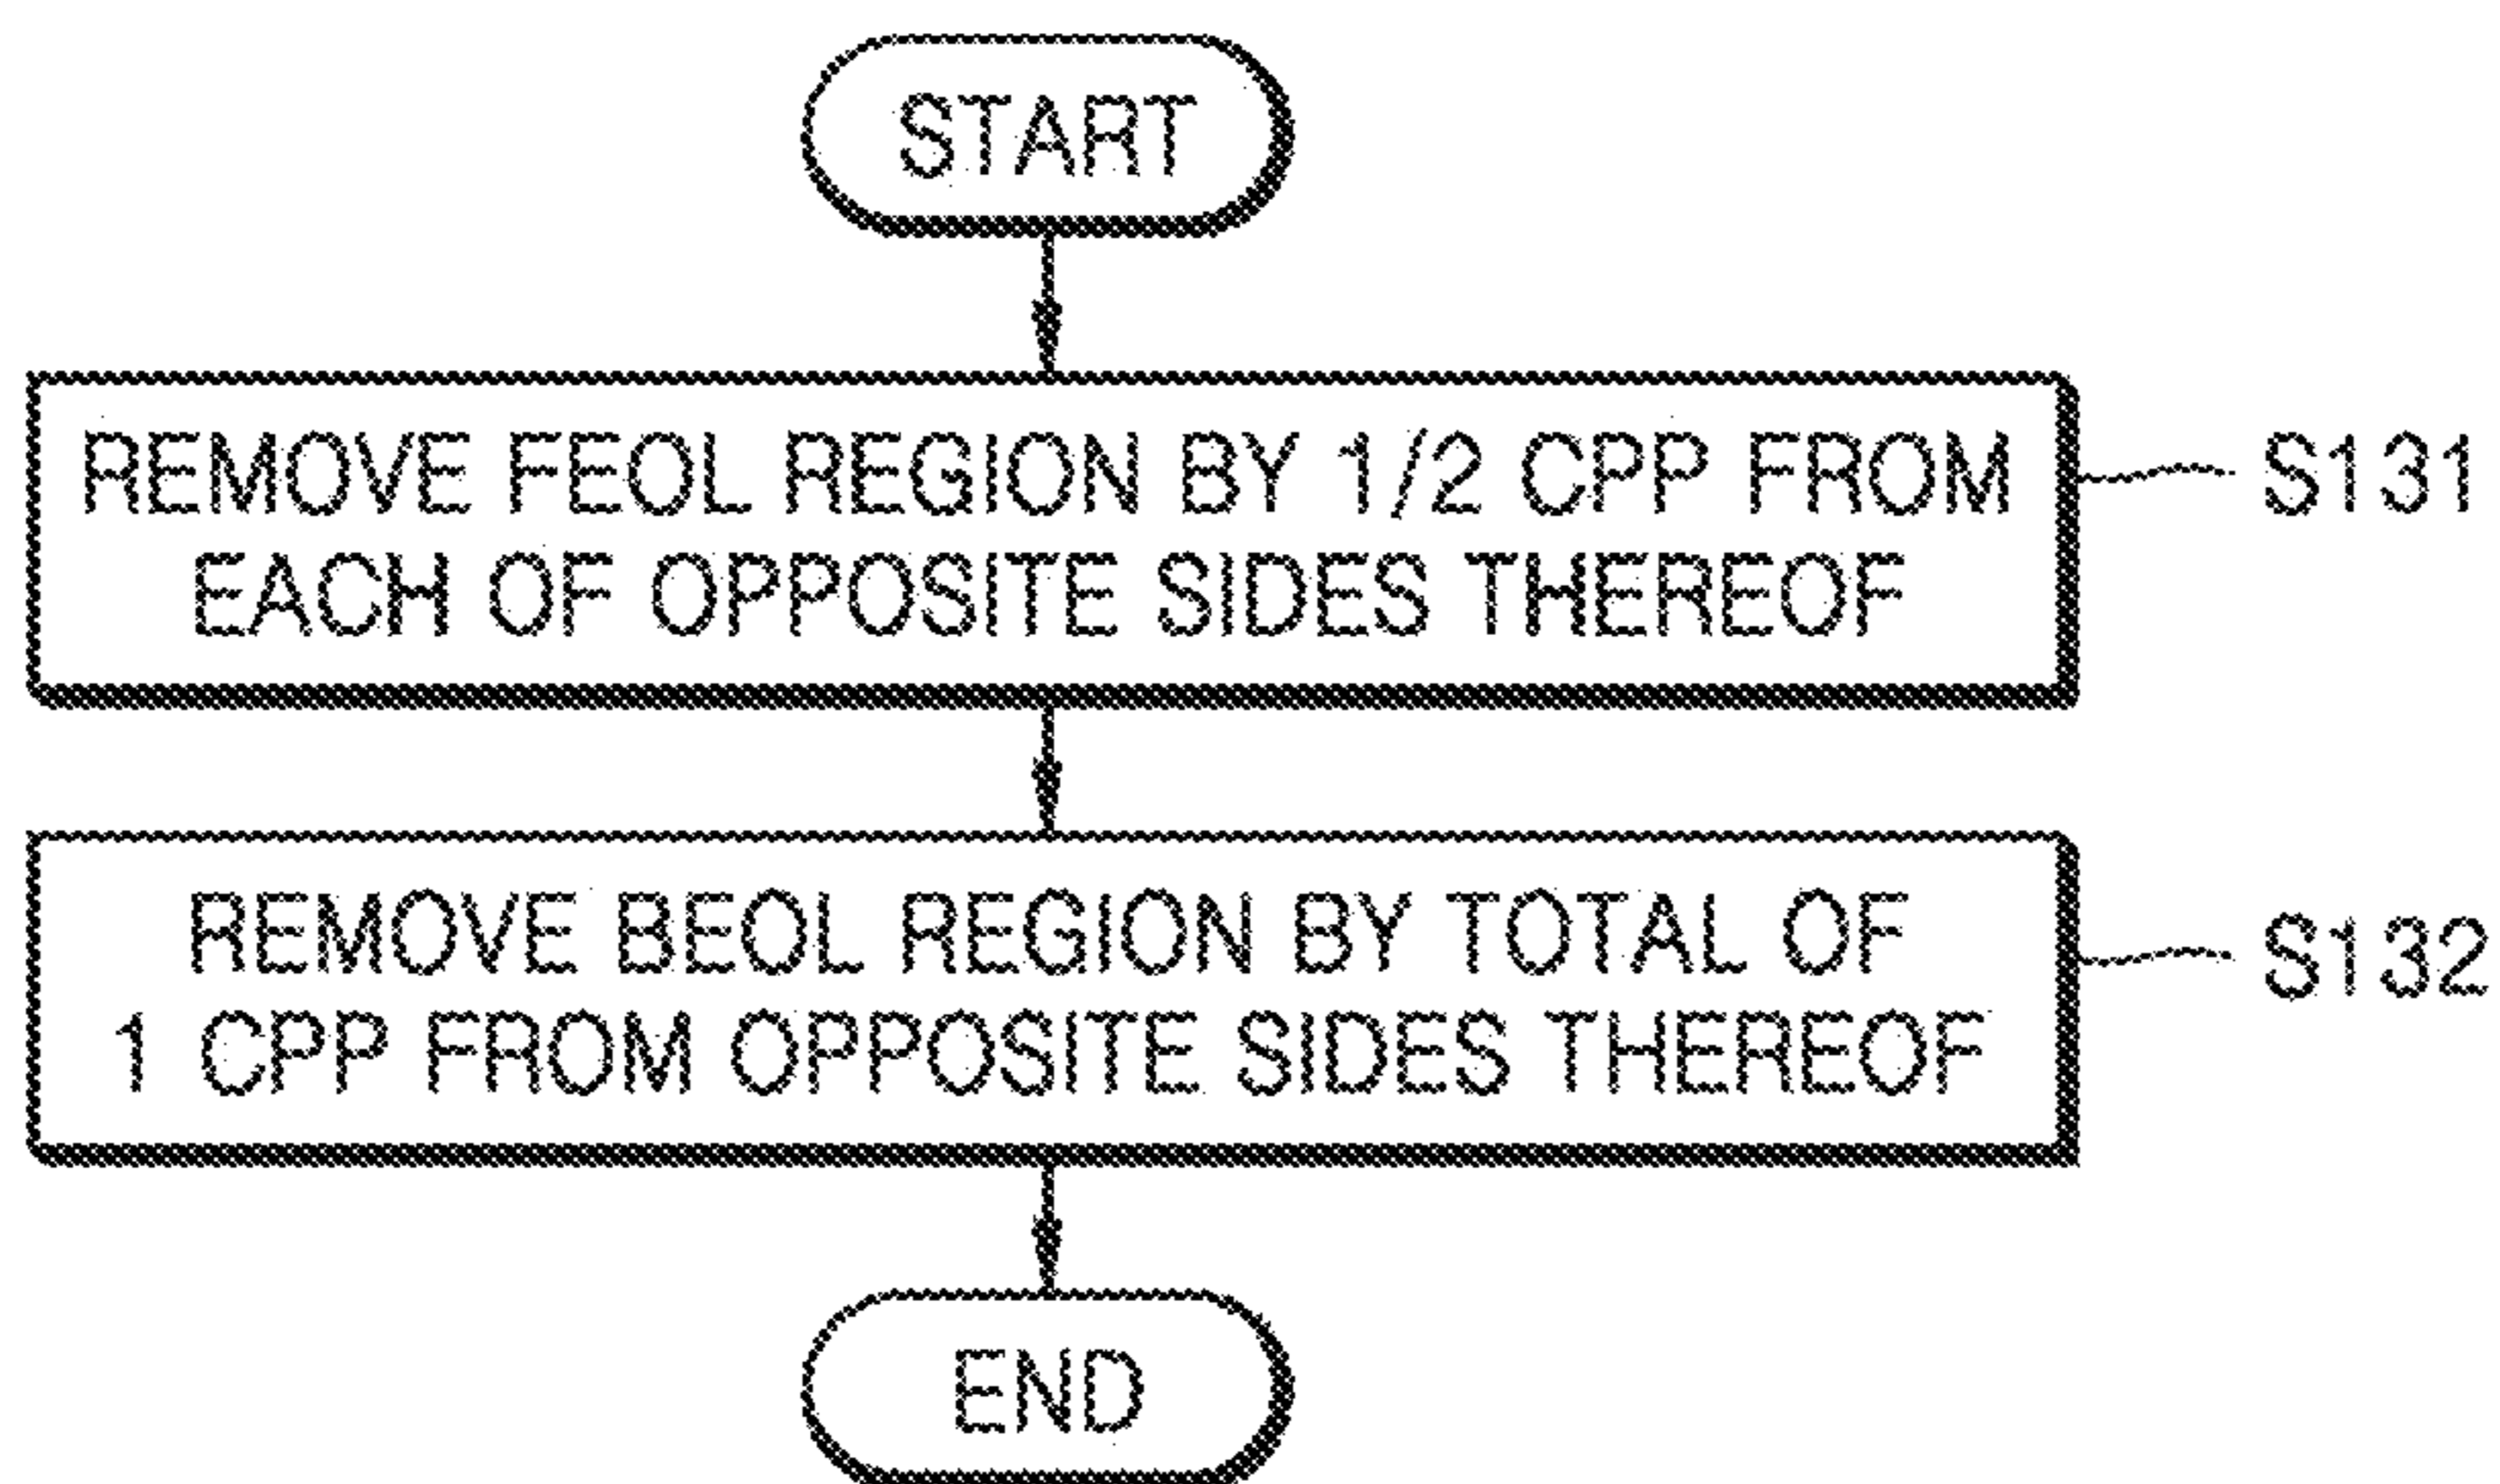 START
REMOVE FEOL REGION BY 1/2 CPP FROM
EACH OF OPPOSITE SIDES THEREOF
S131
REMOVE BEOL REGION BY TOTAL OF
1 CPP FROM OPPOSITE SIDES THEREOF
S132
END